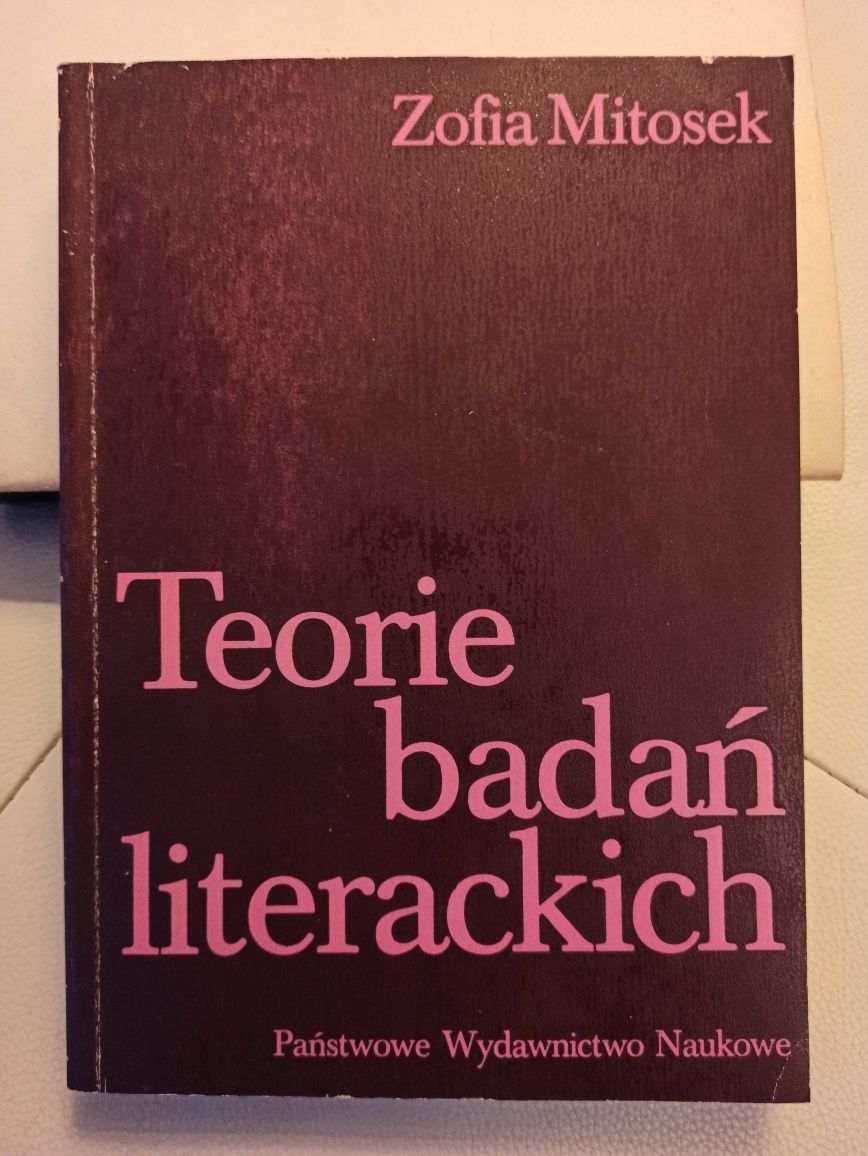 Zofia Mitosek
Teorie
badań
literackich
Państwowe Wydawnictwo Naukowe